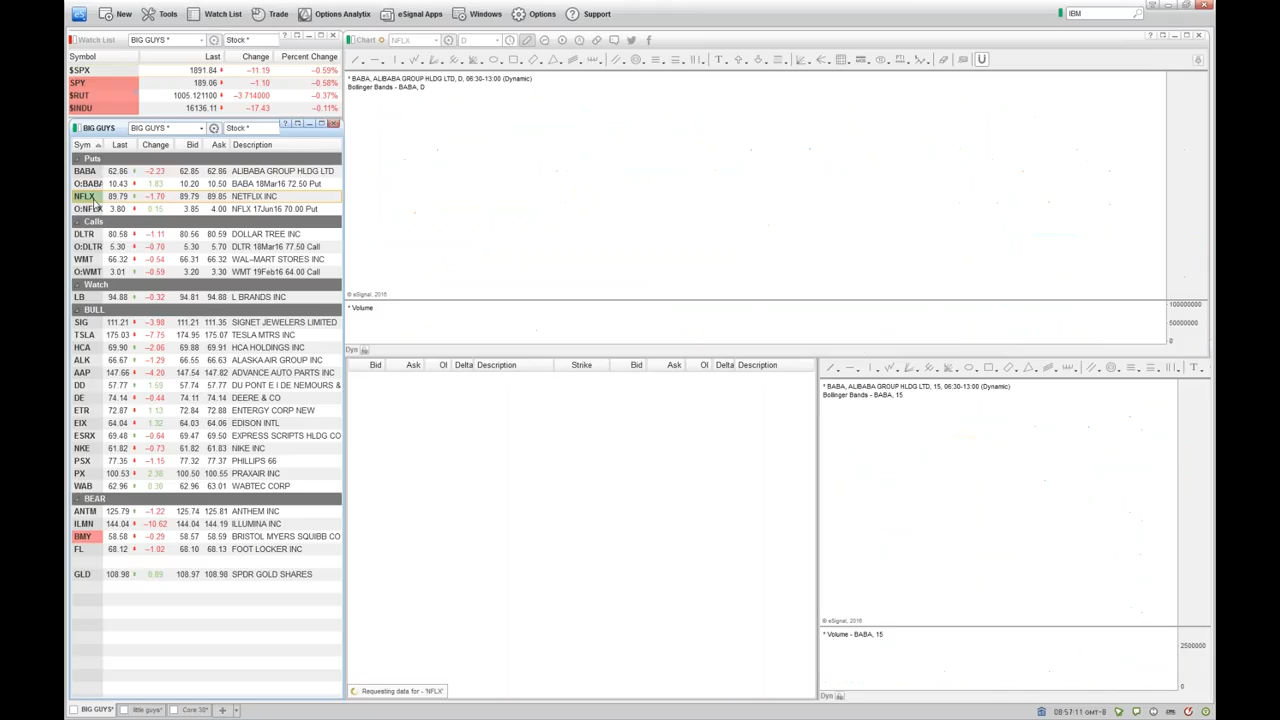 eS New Tools Watch List Trade Options Analytix eSignal Apps Windows Options Support IBM
Watch List BIG GUYS * Stock *
Symbol Last Change Percent Change
$SPX 1891.84 -11.19 -0.59%
SPY 189.06 -1.10 -0.58%
$RUT 1005.121100 -3.714000 -0.37%
$INDU 16136.11 -17.43 -0.11%
BIG GUYS BIG GUYS * Stock *
Sym Last Change Bid Ask Description
Puts
BABA 62.86 -2.23 62.85 62.86 ALIBABA GROUP HLDG LTD
O:BABA 10.43 1.83 10.20 10.50 BABA 18Mar16 72.50 Put
NFLX 89.79 -1.70 89.79 89.85 NETFLIX INC
O:NFLX 3.80 0.15 3.85 4.00 NFLX 17Jun16 70.00 Put
Calls
DLTR 80.58 -1.11 80.56 80.59 DOLLAR TREE INC
O:DLTR 5.30 -0.70 5.30 5.70 DLTR 18Mar16 77.50 Call
WMT 66.32 -0.54 66.31 66.32 WAL-MART STORES INC
O:WMT 3.01 -0.59 3.20 3.30 WMT 19Feb16 64.00 Call
Watch
LB 94.88 -0.32 94.81 94.88 L BRANDS INC
BULL
SIG 111.21 -3.98 111.21 111.35 SIGNET JEWELERS LIMITED
TSLA 175.03 -7.75 174.95 175.07 TESLA MTRS INC
HCA 69.90 -2.06 69.88 69.91 HCA HOLDINGS INC
ALK 66.67 -1.29 66.55 66.63 ALASKA AIR GROUP INC
AAP 147.66 -4.20 147.54 147.82 ADVANCE AUTO PARTS INC
DD 57.77 1.59 57.74 57.77 DU PONT E I DE NEMOURS &
DE 74.14 -0.44 74.11 74.14 DEERE & CO
ETR 72.87 1.13 72.84 72.88 ENTERGY CORP NEW
EIX 64.04 1.32 64.03 64.06 EDISON INTL
ESRX 69.48 -0.64 69.47 69.50 EXPRESS SCRIPTS HLDG CO
NKE 61.82 -0.73 61.82 61.83 NIKE INC
PSX 77.35 -1.15 77.32 77.37 PHILLIPS 66
PX 100.53 2.38 100.50 100.55 PRAXAIR INC
WAB 62.96 0.30 62.96 63.01 WABTEC CORP
BEAR
ANTM 125.79 -1.22 125.74 125.81 ANTHEM INC
ILMN 144.04 -10.62 144.04 144.19 ILLUMINA INC
BMY 58.58 -0.29 58.57 58.59 BRISTOL MYERS SQUIBB CO
FL 68.12 -1.02 68.10 68.13 FOOT LOCKER INC
GLD 108.98 0.89 108.97 108.98 SPDR GOLD SHARES
Chart NFLX D
* BABA, ALIBABA GROUP HLDG LTD, D, 06:30-13:00 (Dynamic)
Bollinger Bands - BABA, D
© eSignal, 2016
* Volume
100000000
50000000
0
Dyn
Bid Ask OI Delta Description Strike Bid Ask OI Delta Description
Requesting data for - 'NFLX'
* BABA, ALIBABA GROUP HLDG LTD, 15, 06:30-13:00 (Dynamic)
Bollinger Bands - BABA, 15
© eSignal, 2016
* Volume - BABA, 15
2500000
0
Dyn
BIG GUYS* little guys* Core 30*
08:57:11 GMT-8